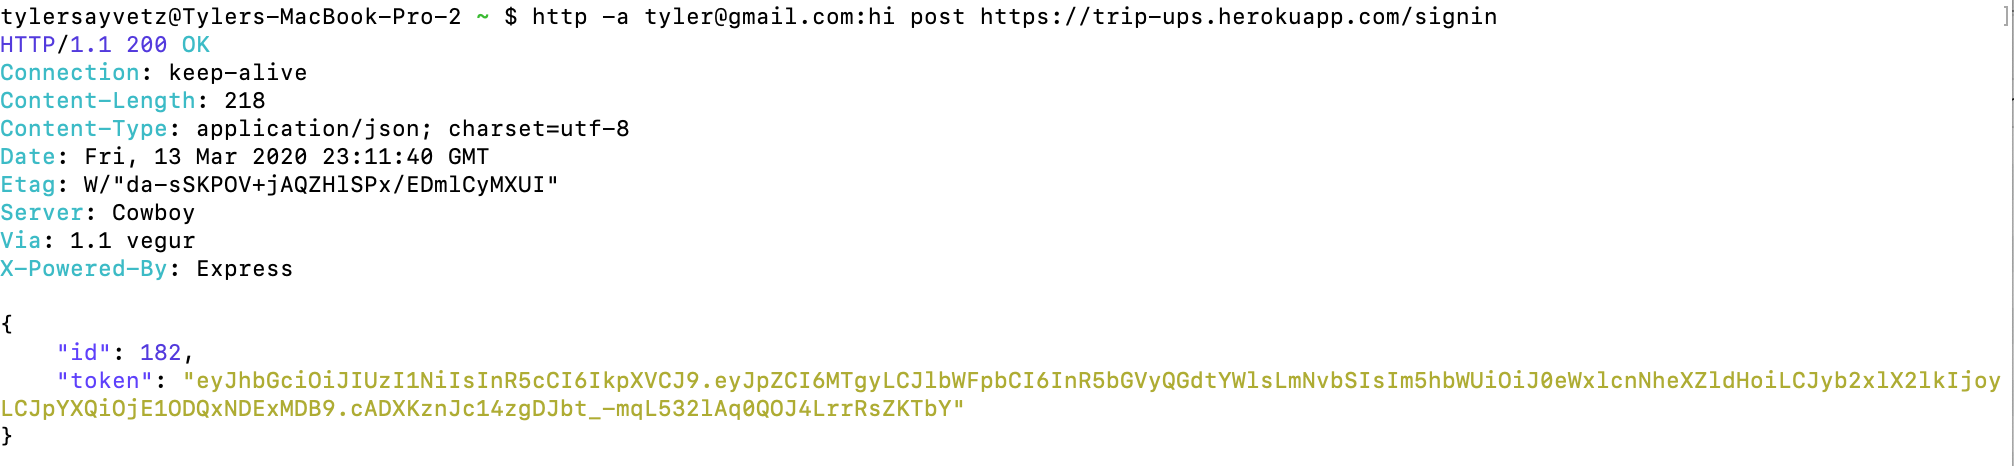 tylersayvetz@Tylers-MacBook-Pro-2 ~ $ http -a tyler@gmail.com:hi post https://trip-ups.herokuapp.com/signin ]
HTTP/1.1 200 OK
Connection: keep-alive
Content-Length: 218
Content-Type: application/json; charset=utf-8
Date: Fri, 13 Mar 2020 23:11:40 GMT
Etag: W/"da-sSKPOV+jAQZHlSPx/EDmlCyMXUI"
Server: Cowboy
Via: 1.1 vegur
X-Powered-By: Express
{
    "id": 182,
    "token": "eyJhbGciOiJIUzI1NiIsInR5cCI6IkpXVCJ9.eyJpZCI6MTgyLCJlbWFpbCI6InR5bGVyQGdtYWlsLmNvbSIsIm5hbWUiOiJ0eWxlcnNheXZldHoiLCJyb2xlX2lkIjoy
LCJpYXQiOjE1ODQxNDExMDB9.cADXKznJc14zgDJbt_-mqL532lAq0QOJ4LrrRsZKTbY"
}